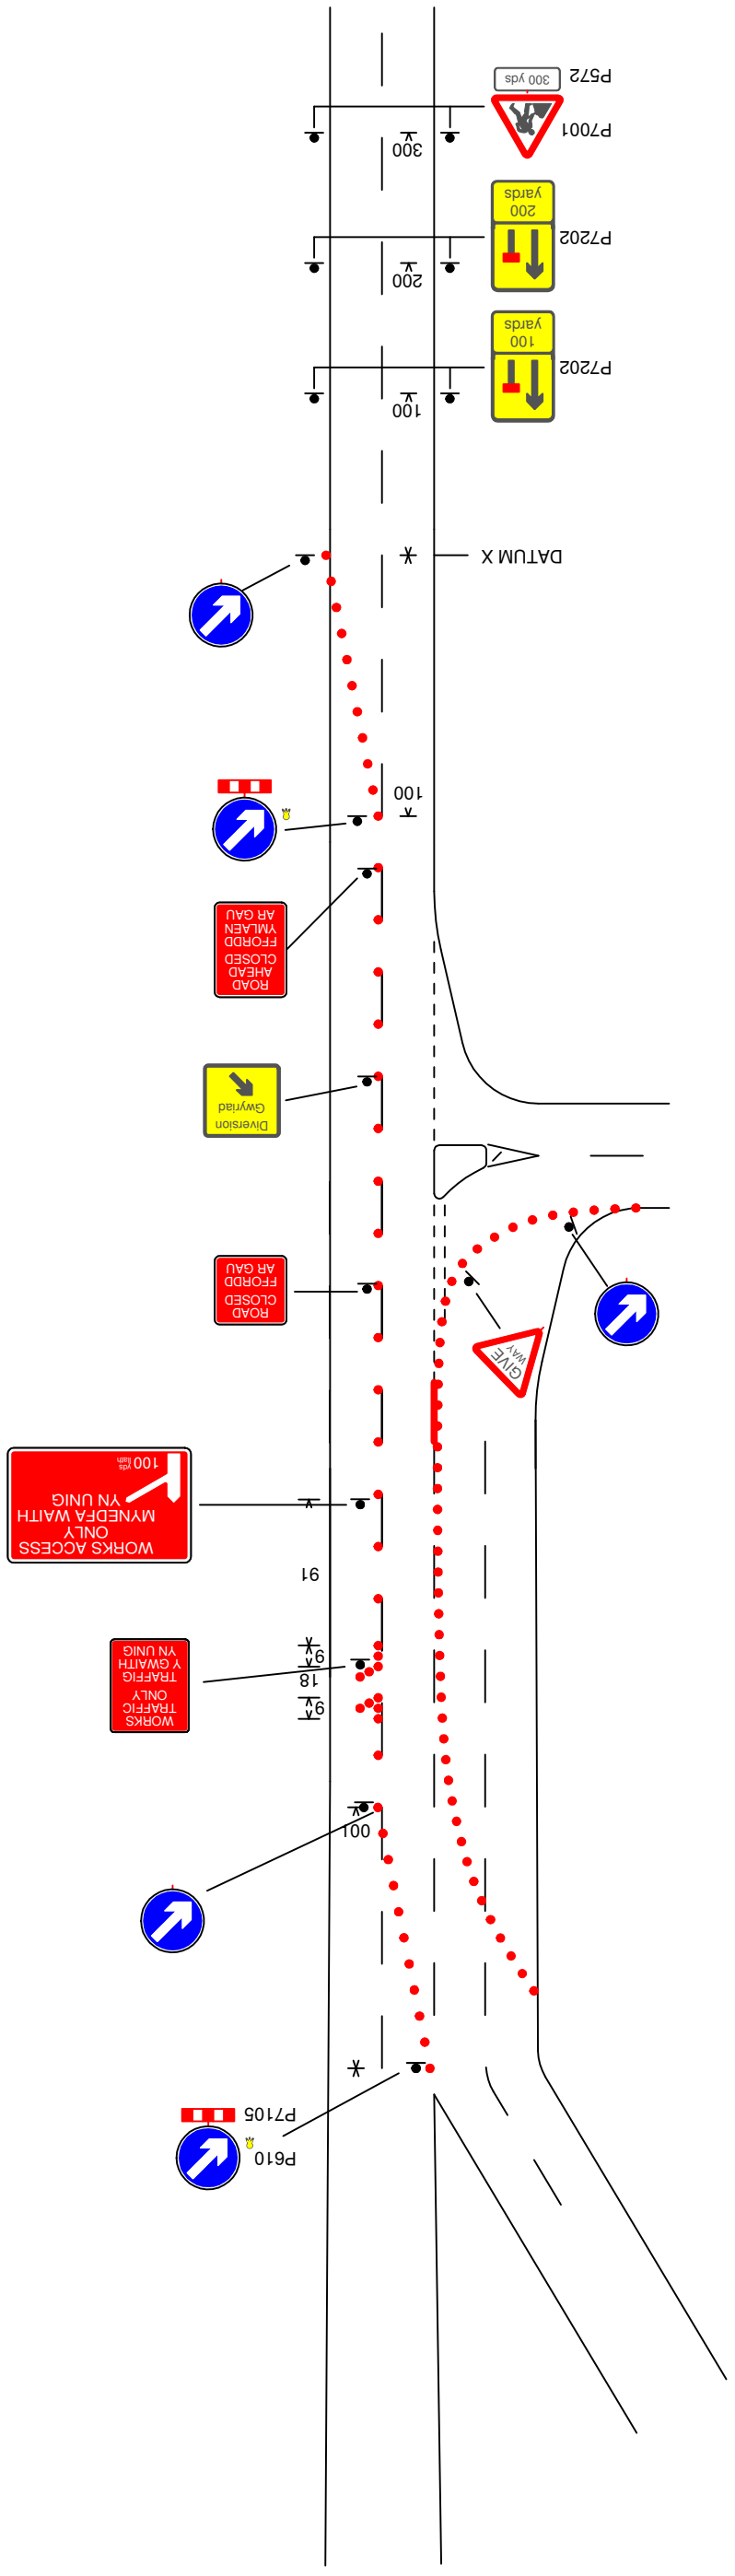 P610
P7105
100
WORKS
TRAFFIC
ONLY
TRAFFIG
Y GWAITH
YN UNIG
9
18
9
91
WORKS ACCESS
ONLY
MYNEDFA WAITH
YN UNIG
100 yds
llath
GIVE
WAY
ROAD
CLOSED
FFORDD
AR GAU
Diversion
Gwyriad
ROAD
AHEAD
CLOSED
FFORDD
YMLAEN
AR GAU
100
DATUM X
100
P7202
100
yards
200
P7202
200
yards
300
P7001
P572
300 yds